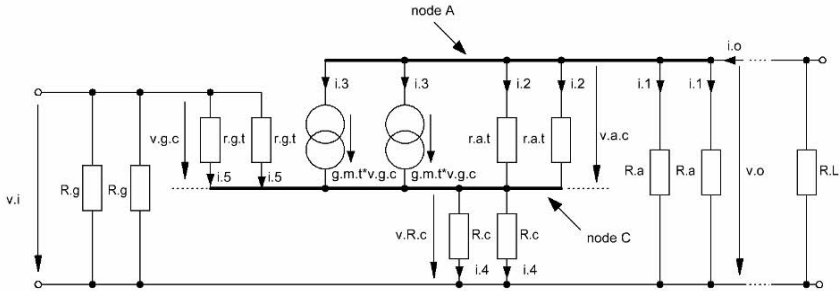 node A
i.o
i.3 i.3 i.2 i.2 i.1 i.1
v.g.c r.g.t r.g.t r.a.t r.a.t v.a.c
R.g R.g R.a R.a v.o R.L
g.m.t*v.g.c g.m.t*v.g.c
i.5 i.5
v.i
v.R.c R.c R.c node C
i.4 i.4